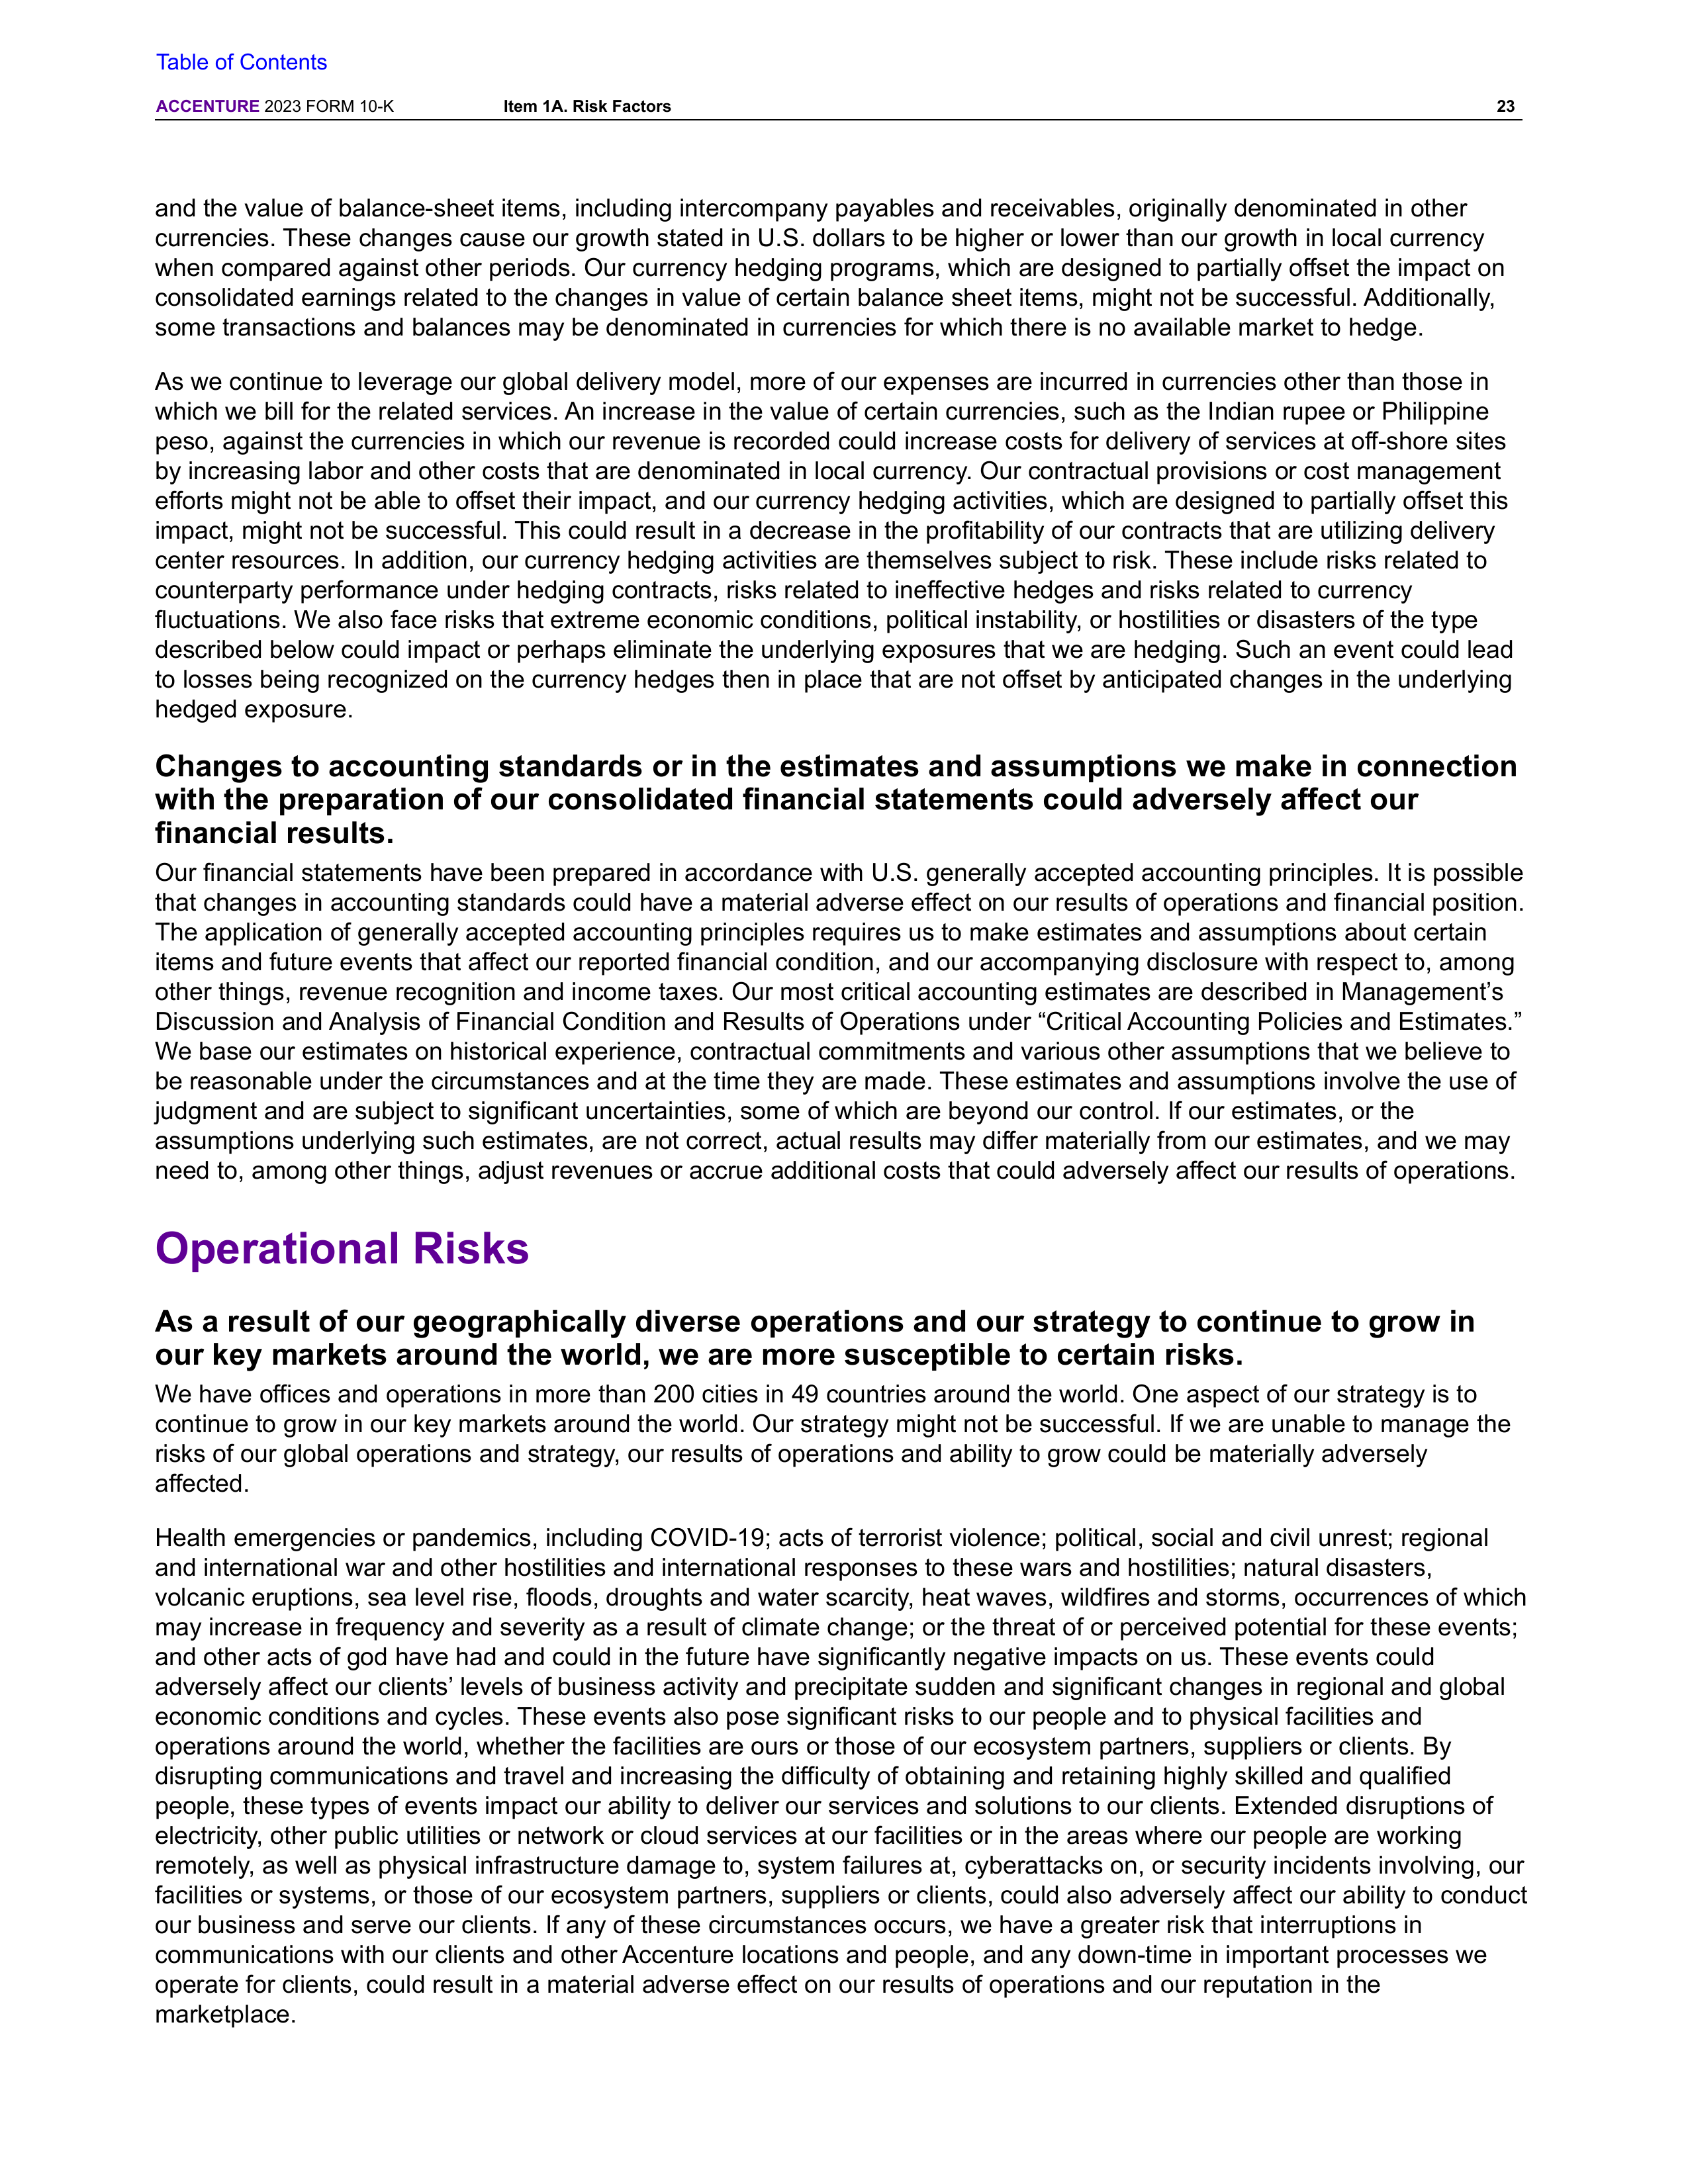 Table of Contents
ACCENTURE 2023 FORM 10-K Item 1A. Risk Factors 23
and the value of balance-sheet items, including intercompany payables and receivables, originally denominated in other
currencies. These changes cause our growth stated in U.S. dollars to be higher or lower than our growth in local currency
when compared against other periods. Our currency hedging programs, which are designed to partially offset the impact on
consolidated earnings related to the changes in value of certain balance sheet items, might not be successful. Additionally,
some transactions and balances may be denominated in currencies for which there is no available market to hedge.
As we continue to leverage our global delivery model, more of our expenses are incurred in currencies other than those in
which we bill for the related services. An increase in the value of certain currencies, such as the Indian rupee or Philippine
peso, against the currencies in which our revenue is recorded could increase costs for delivery of services at off-shore sites
by increasing labor and other costs that are denominated in local currency. Our contractual provisions or cost management
efforts might not be able to offset their impact, and our currency hedging activities, which are designed to partially offset this
impact, might not be successful. This could result in a decrease in the profitability of our contracts that are utilizing delivery
center resources. In addition, our currency hedging activities are themselves subject to risk. These include risks related to
counterparty performance under hedging contracts, risks related to ineffective hedges and risks related to currency
fluctuations. We also face risks that extreme economic conditions, political instability, or hostilities or disasters of the type
described below could impact or perhaps eliminate the underlying exposures that we are hedging. Such an event could lead
to losses being recognized on the currency hedges then in place that are not offset by anticipated changes in the underlying
hedged exposure.
Changes to accounting standards or in the estimates and assumptions we make in connection
with the preparation of our consolidated financial statements could adversely affect our
financial results.
Our financial statements have been prepared in accordance with U.S. generally accepted accounting principles. It is possible
that changes in accounting standards could have a material adverse effect on our results of operations and financial position.
The application of generally accepted accounting principles requires us to make estimates and assumptions about certain
items and future events that affect our reported financial condition, and our accompanying disclosure with respect to, among
other things, revenue recognition and income taxes. Our most critical accounting estimates are described in Management’s
Discussion and Analysis of Financial Condition and Results of Operations under “Critical Accounting Policies and Estimates.”
We base our estimates on historical experience, contractual commitments and various other assumptions that we believe to
be reasonable under the circumstances and at the time they are made. These estimates and assumptions involve the use of
judgment and are subject to significant uncertainties, some of which are beyond our control. If our estimates, or the
assumptions underlying such estimates, are not correct, actual results may differ materially from our estimates, and we may
need to, among other things, adjust revenues or accrue additional costs that could adversely affect our results of operations.
Operational Risks
As a result of our geographically diverse operations and our strategy to continue to grow in
our key markets around the world, we are more susceptible to certain risks.
We have offices and operations in more than 200 cities in 49 countries around the world. One aspect of our strategy is to
continue to grow in our key markets around the world. Our strategy might not be successful. If we are unable to manage the
risks of our global operations and strategy, our results of operations and ability to grow could be materially adversely
affected.
Health emergencies or pandemics, including COVID-19; acts of terrorist violence; political, social and civil unrest; regional
and international war and other hostilities and international responses to these wars and hostilities; natural disasters,
volcanic eruptions, sea level rise, floods, droughts and water scarcity, heat waves, wildfires and storms, occurrences of which
may increase in frequency and severity as a result of climate change; or the threat of or perceived potential for these events;
and other acts of god have had and could in the future have significantly negative impacts on us. These events could
adversely affect our clients’ levels of business activity and precipitate sudden and significant changes in regional and global
economic conditions and cycles. These events also pose significant risks to our people and to physical facilities and
operations around the world, whether the facilities are ours or those of our ecosystem partners, suppliers or clients. By
disrupting communications and travel and increasing the difficulty of obtaining and retaining highly skilled and qualified
people, these types of events impact our ability to deliver our services and solutions to our clients. Extended disruptions of
electricity, other public utilities or network or cloud services at our facilities or in the areas where our people are working
remotely, as well as physical infrastructure damage to, system failures at, cyberattacks on, or security incidents involving, our
facilities or systems, or those of our ecosystem partners, suppliers or clients, could also adversely affect our ability to conduct
our business and serve our clients. If any of these circumstances occurs, we have a greater risk that interruptions in
communications with our clients and other Accenture locations and people, and any down-time in important processes we
operate for clients, could result in a material adverse effect on our results of operations and our reputation in the
marketplace.